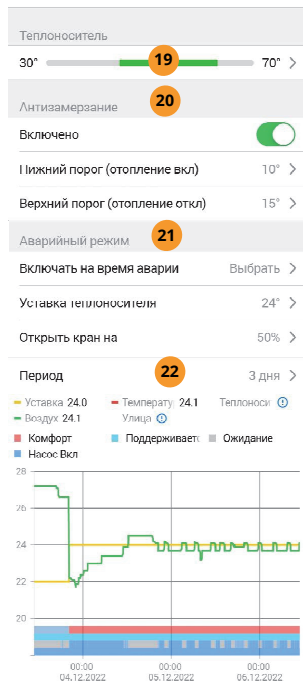 Теплоноситель
30° 19 70°
20
Антизамерзание
Включено
Нижний порог (отопление вкл) 10°
Верхний порог (отопление откл) 15°
21
Аварийный режим
Включать на время аварии Выбрать
Уставка теплоносителя 24°
Открыть кран на 50%
22
Период 3 дня
Уставка 24.0 Температу 24.1 Теплоноси
Воздух 24.1 Улица
Комфорт Поддерживаетс Ожидание
Насос Вкл
28
26
24
22
20
00:00 00:00 00:00
04.12.2022 05.12.2022 06.12.2022